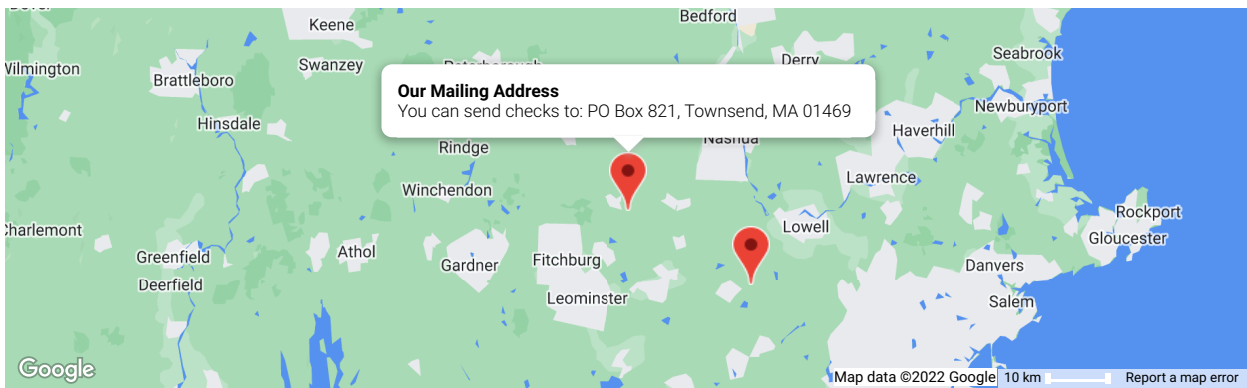 Dover
Bedford
Keene
Derry
Seabrook
Wilmington
Swanzey
Peterborough
Brattleboro
Our Mailing Address
You can send checks to: PO Box 821, Townsend, MA 01469
Newburyport
Hinsdale
Haverhill
Nashua
Rindge
Lawrence
Winchendon
Rockport
Lowell
Charlemont
Gloucester
Greenfield
Athol
Fitchburg
Gardner
Danvers
Deerfield
Leominster
Salem
Google
Map data ©2022 Google
10 km
Report a map error